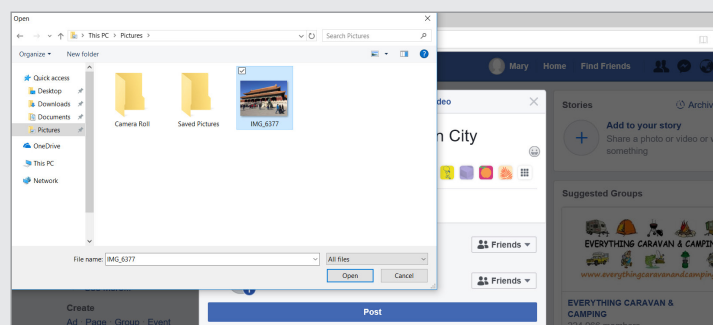 Open
This PC > Pictures >
Search Pictures
Organize
New folder
Quick access
Desktop
Downloads
Documents
Pictures
OneDrive
This PC
Network
Camera Roll
Saved Pictures
IMG_6377
File name: IMG_6377
All files
Open
Cancel
Mary
Home
Find Friends
deo
n City
Friends
Friends
Post
Create
Ad · Page · Group · Event
Stories
Archiv
Add to your story
Share a photo or video or w
something
Suggested Groups
EVERYTHING CARAVAN & CAMPIN
www.everythingcaravanandcampin
EVERYTHING CARAVAN &
CAMPING